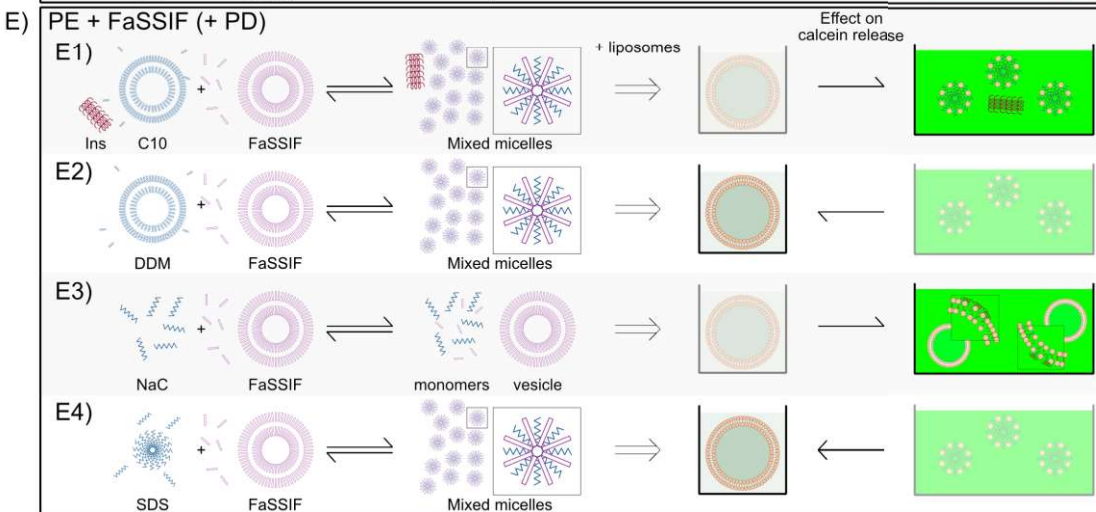 E) PE + FaSSIF (+ PD)
E1) + liposomes Effect on
calcein release
+
Ins C10 FaSSIF Mixed micelles
E2)
+
DDM FaSSIF Mixed micelles
E3)
+
NaC FaSSIF monomers vesicle
E4)
+
SDS FaSSIF Mixed micelles